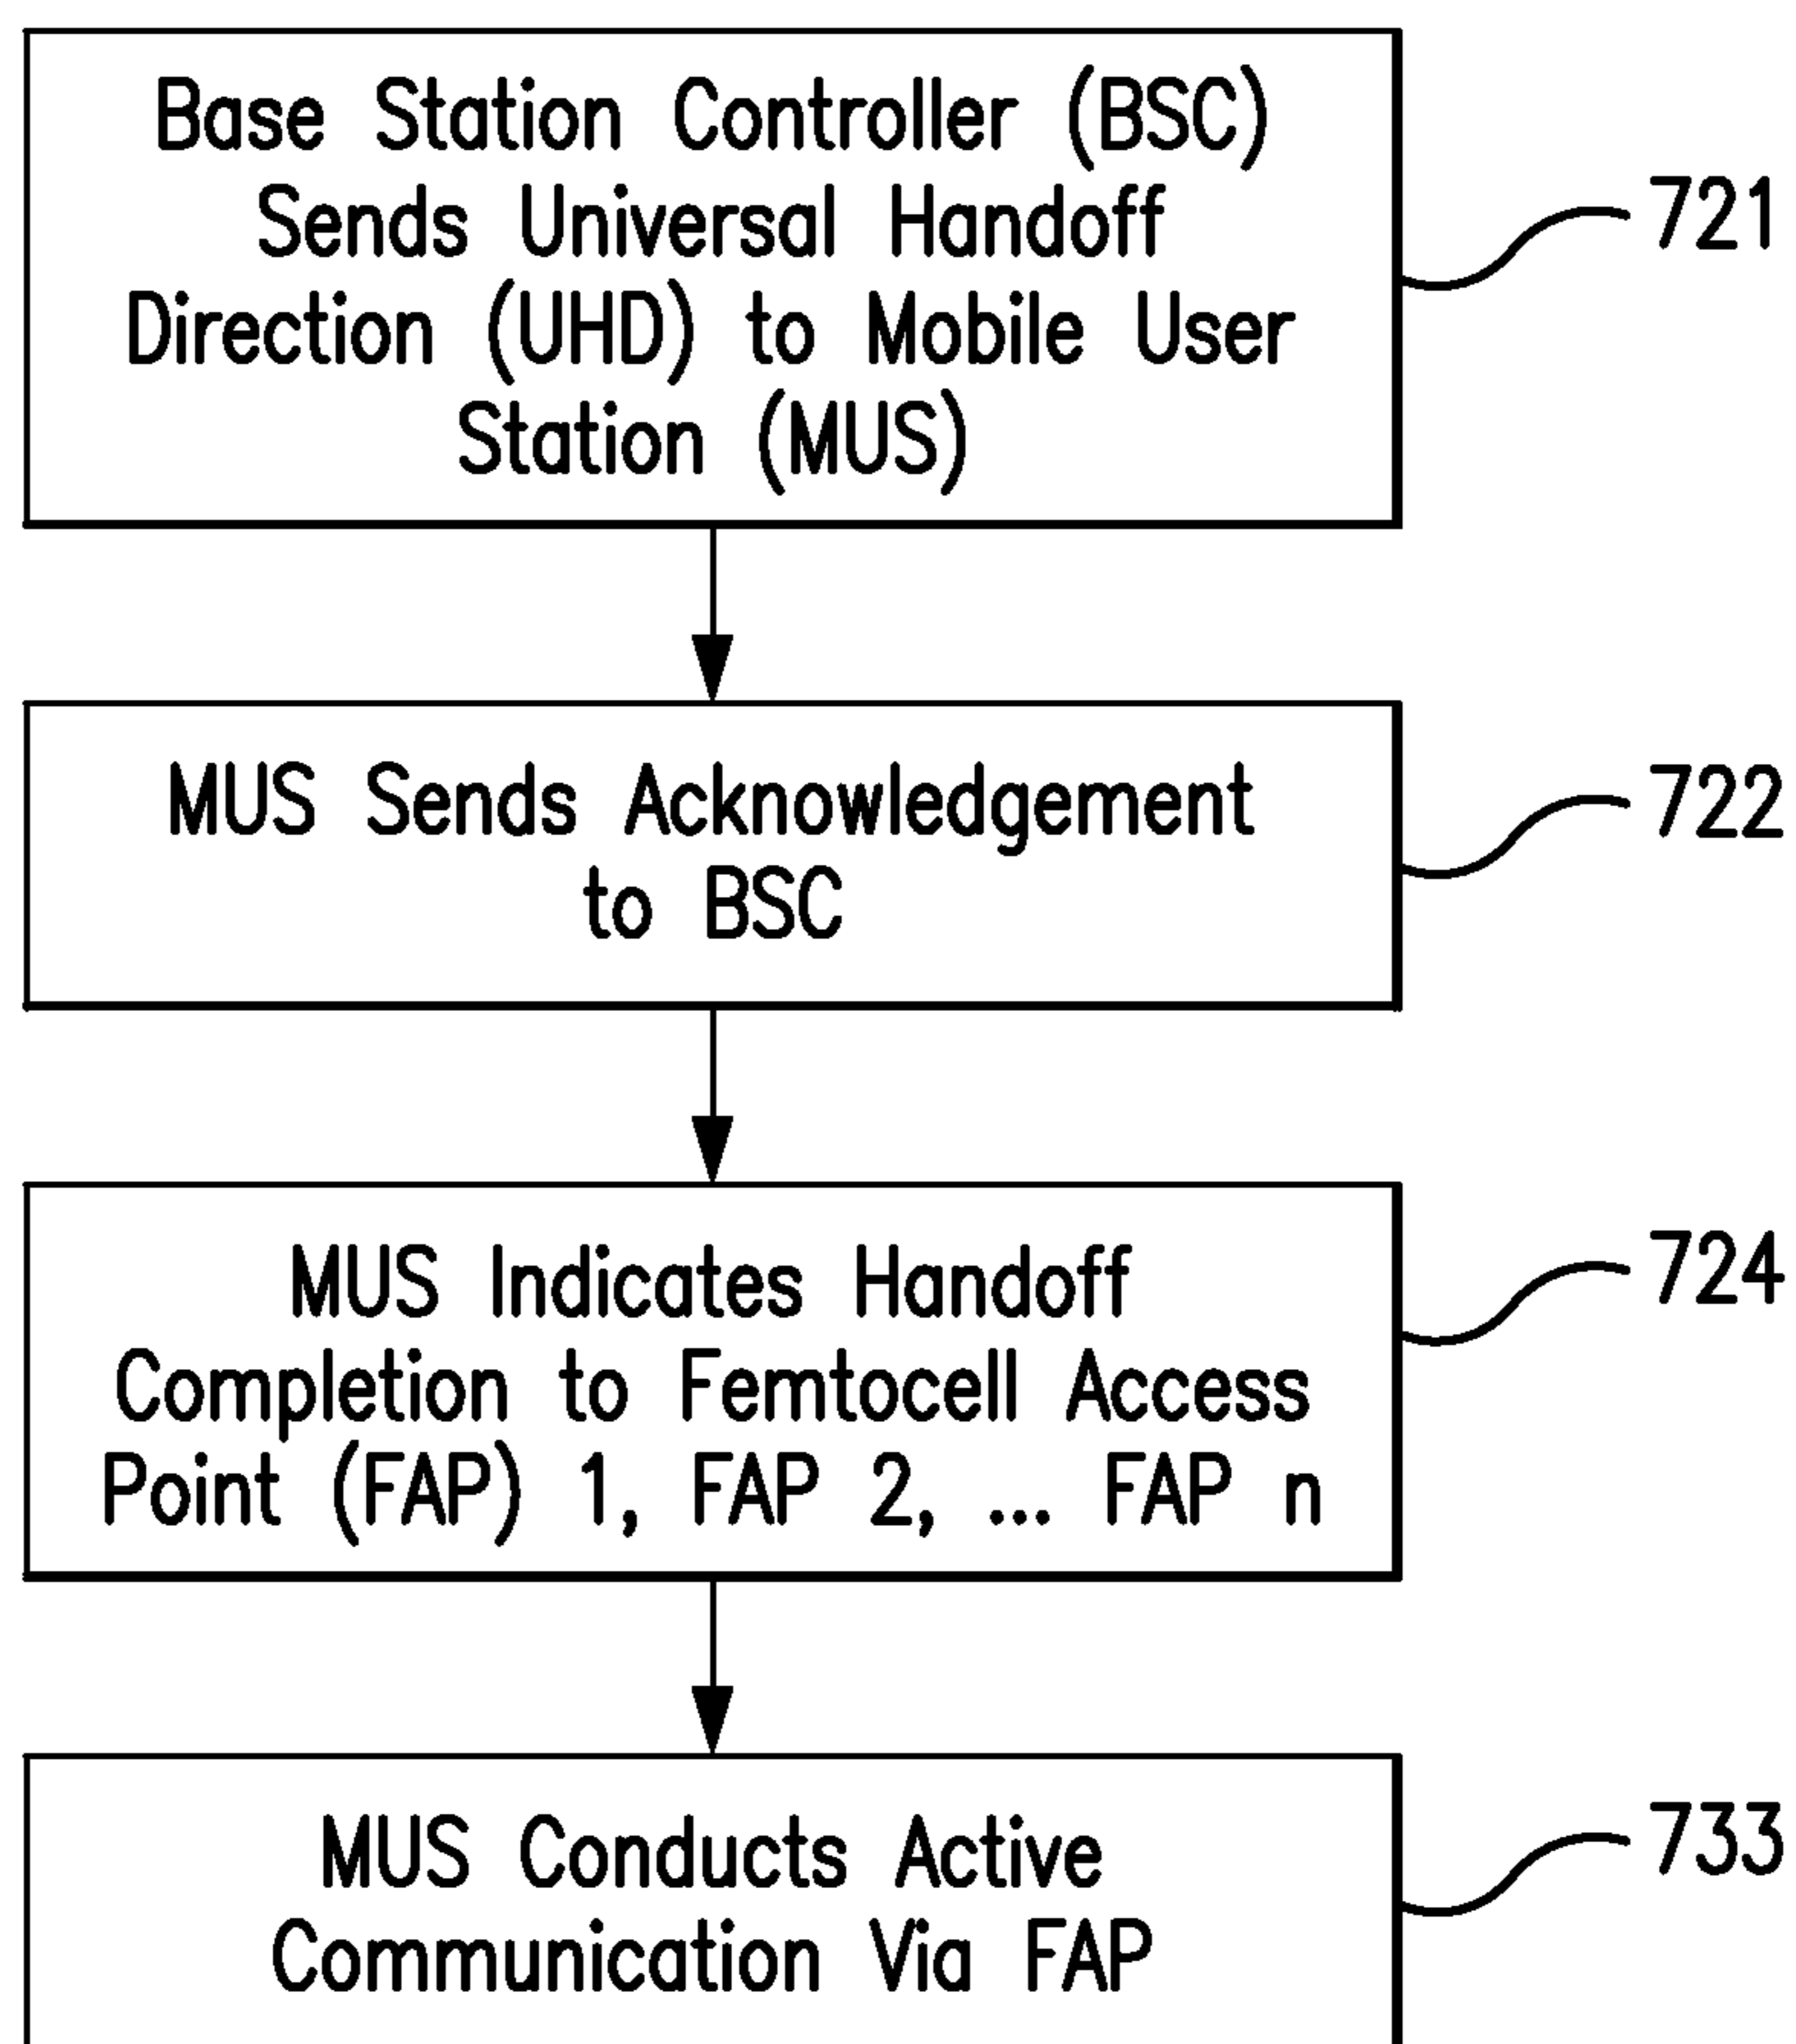 Base Station Controller (BSC)
Sends Universal Handoff
Direction (UHD) to Mobile User
Station (MUS)
721
MUS Sends Acknowledgement
to BSC
722
MUS Indicates Handoff
Completion to Femtocell Access
Point (FAP) 1, FAP 2, ... FAP n
724
MUS Conducts Active
Communication Via FAP
733